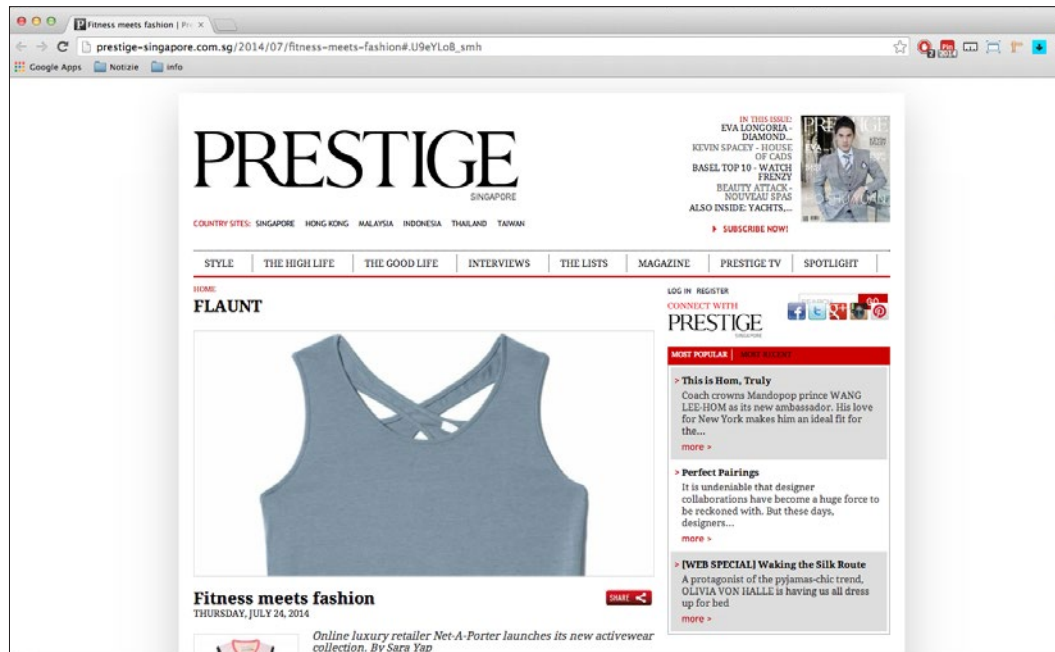 Fitness meets fashion | Pre
prestige-singapore.com.sg/2014/07/fitness-meets-fashion#.U9eYLoB_smh
Google Apps Notizie info
PRESTIGE
SINGAPORE
COUNTRY SITES: SINGAPORE HONG KONG MALAYSIA INDONESIA THAILAND TAIWAN
IN THIS ISSUE:
EVA LONGORIA -
DIAMOND...
KEVIN SPACEY - HOUSE
OF CADS
BASEL TOP 10 - WATCH
FRENZY
BEAUTY ATTACK -
NOUVEAU SPAS
ALSO INSIDE: YACHTS,...
SUBSCRIBE NOW!
STYLE THE HIGH LIFE THE GOOD LIFE INTERVIEWS THE LISTS MAGAZINE PRESTIGE TV SPOTLIGHT
HOME
FLAUNT
Fitness meets fashion
THURSDAY, JULY 24, 2014
SHARE
Online luxury retailer Net-A-Porter launches its new activewear
collection. By Sara Yap
LOG IN REGISTER
SEARCH GO
CONNECT WITH
PRESTIGE
SINGAPORE
MOST POPULAR MOST RECENT
> This is Hom, Truly
Coach crowns Mandopop prince WANG
LEE-HOM as its new ambassador. His love
for New York makes him an ideal fit for
the...
more >
> Perfect Pairings
It is undeniable that designer
collaborations have become a huge force to
be reckoned with. But these days,
designers...
more >
> [WEB SPECIAL] Waking the Silk Route
A protagonist of the pyjamas-chic trend,
OLIVIA VON HALLE is having us all dress
up for bed
more >